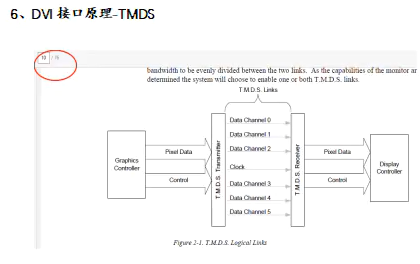 6、DVI 接口原理-TMDS
10 / 76
bandwidth to be evenly divided between the two links. As the capabilities of the monitor ar
determined the system will choose to enable one or both T.M.D.S. links.
T.M.D.S. Links
Graphics
Controller
Pixel Data
Control
T.M.D.S. Transmitter
Data Channel 0
Data Channel 1
Data Channel 2
Clock
Data Channel 3
Data Channel 4
Data Channel 5
T.M.D.S. Receiver
Pixel Data
Control
Display
Controller
Figure 2-1. T.M.D.S. Logical Links